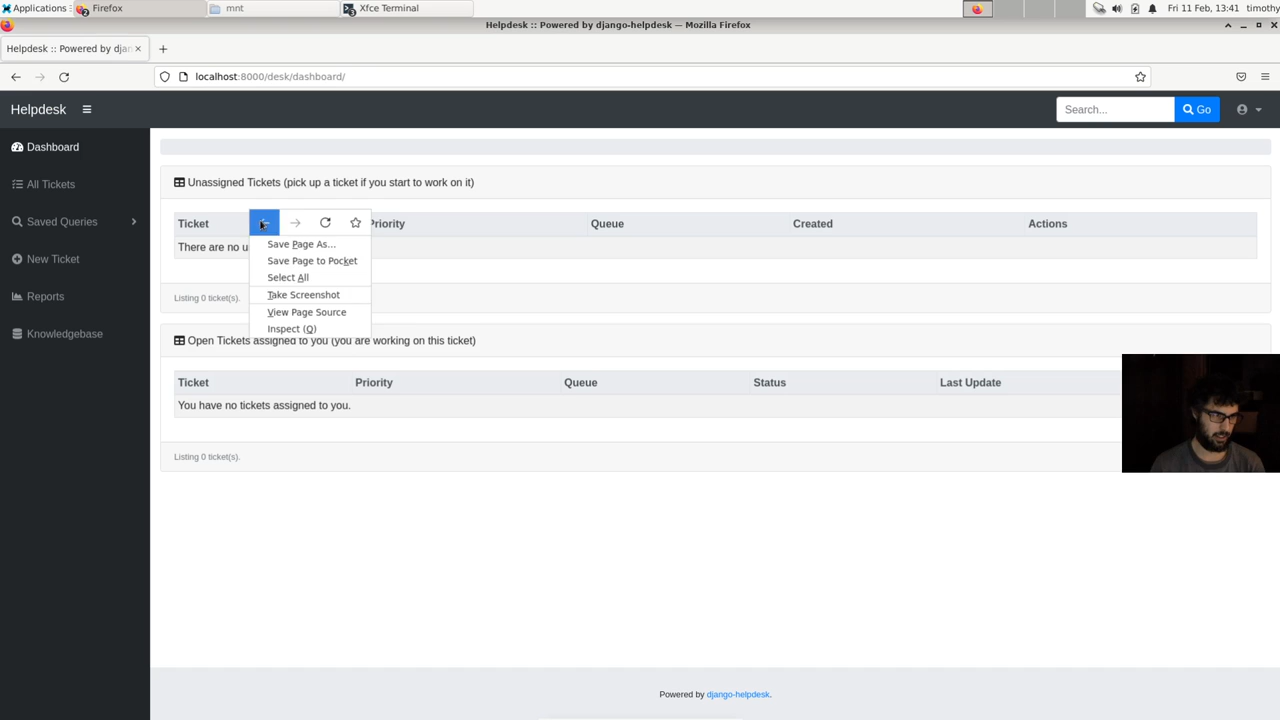 Applications
2
Firefox
mnt
3
Xfce Terminal
Fri 11 Feb, 13:41
timothy
Helpdesk :: Powered by django-helpdesk — Mozilla Firefox
Helpdesk :: Powered by djan
localhost:8000/desk/dashboard/
Helpdesk
Search...
Go
Dashboard
All Tickets
Saved Queries
New Ticket
Reports
Knowledgebase
Unassigned Tickets (pick up a ticket if you start to work on it)
Ticket
Priority
Queue
Created
Actions
There are no u
Listing 0 ticket(s).
Save Page As...
Save Page to Pocket
Select All
Take Screenshot
View Page Source
Inspect (Q)
Open Tickets assigned to you (you are working on this ticket)
Ticket
Priority
Queue
Status
Last Update
You have no tickets assigned to you.
Listing 0 ticket(s).
Powered by django-helpdesk.